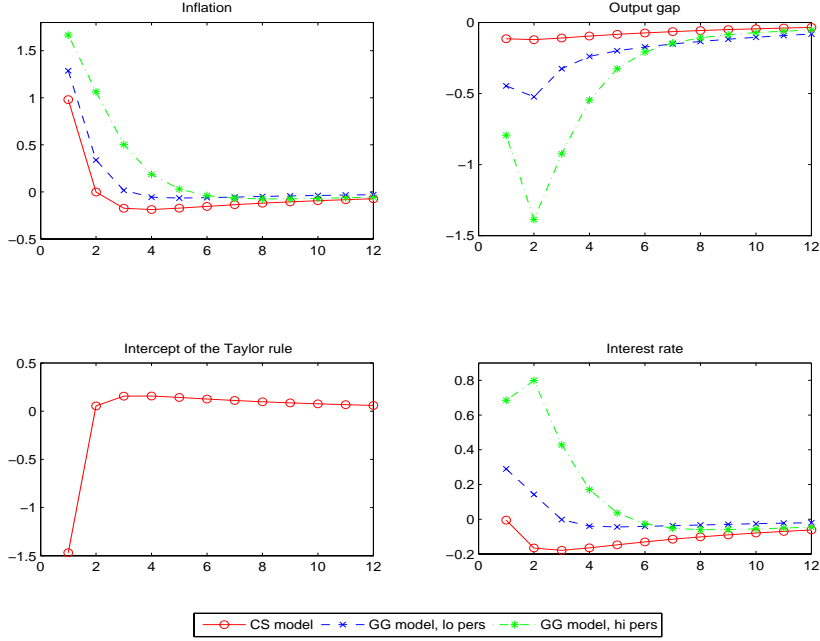 Inflation
1.5
1
0.5
0
−0.5
0 2 4 6 8 10 12
Output gap
0
−0.5
−1
−1.5
0 2 4 6 8 10 12
Intercept of the Taylor rule
0.5
0
−0.5
−1
−1.5
0 2 4 6 8 10 12
Interest rate
0.8
0.6
0.4
0.2
0
−0.2
0 2 4 6 8 10 12
CS model GG model, lo pers GG model, hi pers